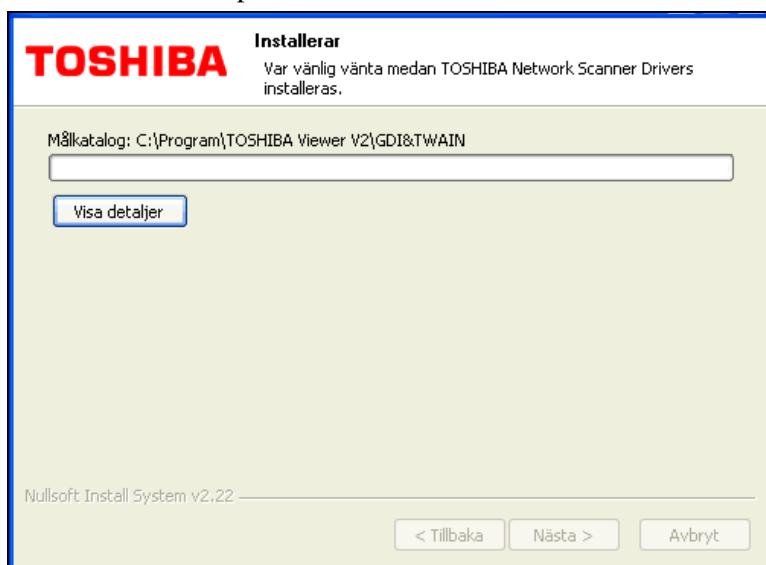 TOSHIBA
Installerar
Var vänlig vänta medan TOSHIBA Network Scanner Drivers
installeras.
Målkatalog: C:\Program\TOSHIBA Viewer V2\GDI&TWAIN
Visa detaljer
Nullsoft Install System v2.22
< Tillbaka
Nästa >
Avbryt